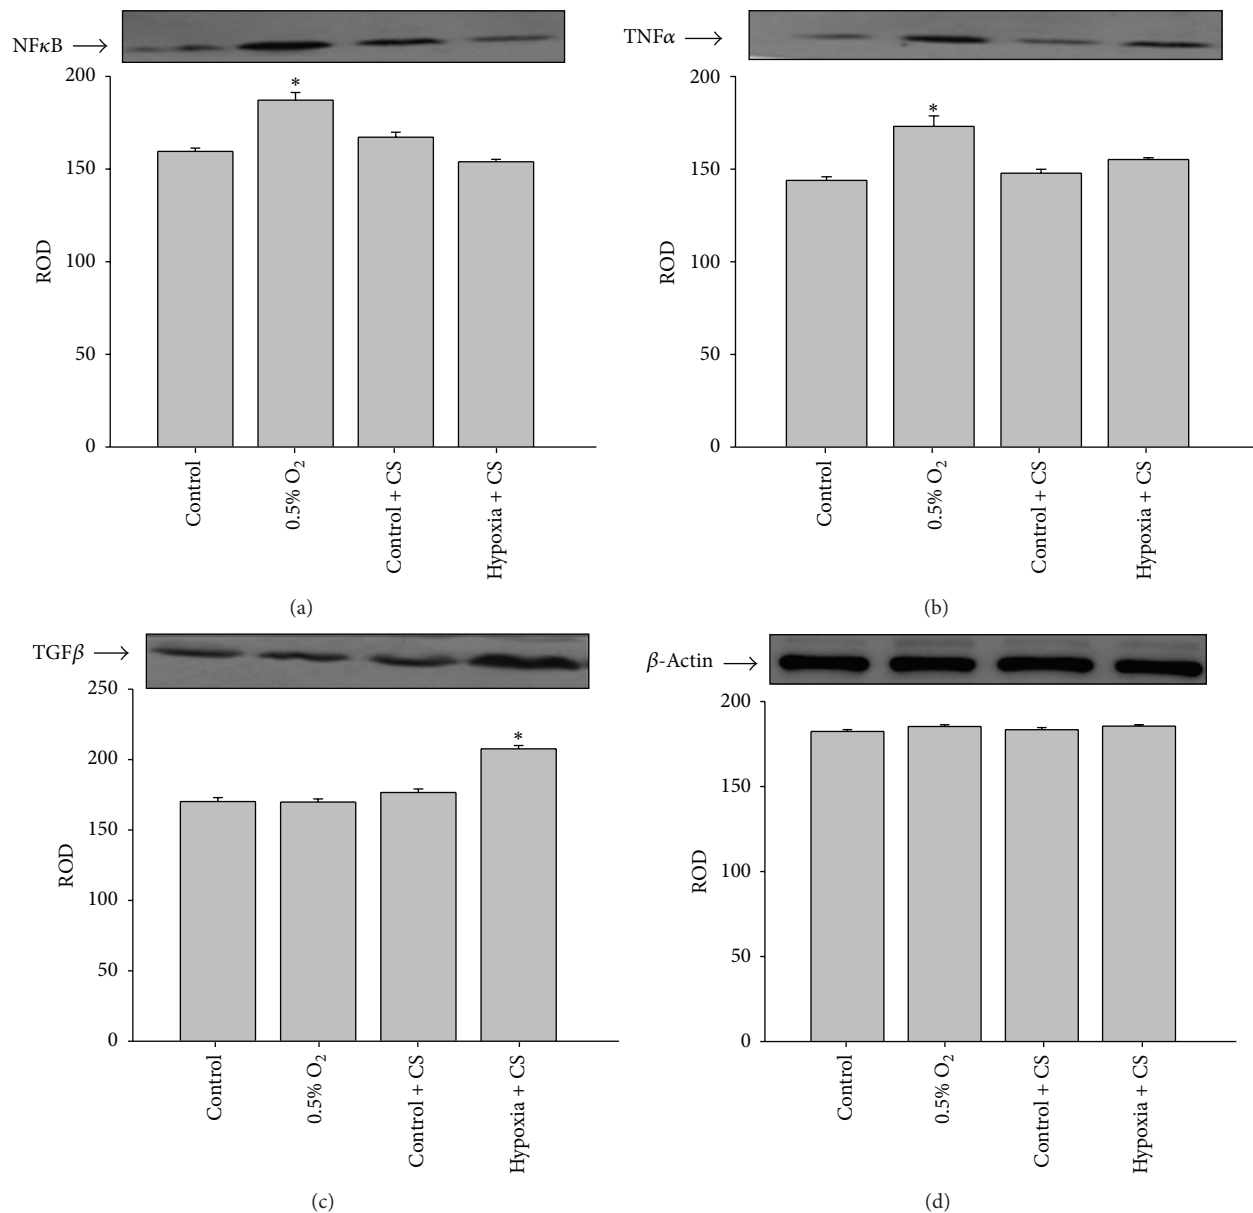 NFκB
200
*
150
ROD
100
50
0
Control
0.5% O₂
Control + CS
Hypoxia + CS
(a)
TNFα
200
*
150
ROD
100
50
0
Control
0.5% O₂
Control + CS
Hypoxia + CS
(b)
TGFβ
250
200
*
150
ROD
100
50
0
Control
0.5% O₂
Control + CS
Hypoxia + CS
(c)
β-Actin
200
150
ROD
100
50
0
Control
0.5% O₂
Control + CS
Hypoxia + CS
(d)